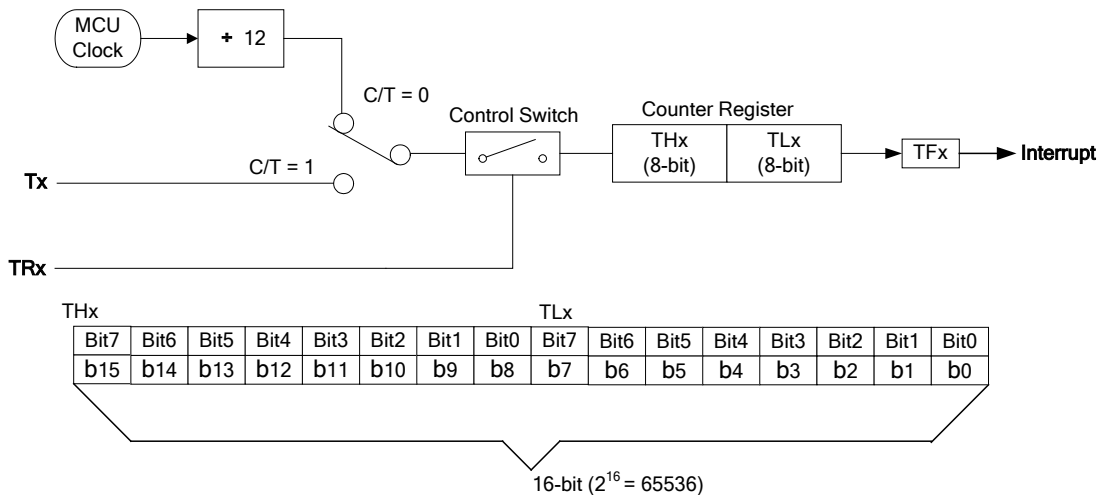 MCU
Clock
÷ 12
C/T = 0
Control Switch
Counter Register
THx
(8-bit)
TLx
(8-bit)
TFx
Interrupt
C/T = 1
Tx
TRx
THx
TLx
Bit7 Bit6 Bit5 Bit4 Bit3 Bit2 Bit1 Bit0 Bit7 Bit6 Bit5 Bit4 Bit3 Bit2 Bit1 Bit0
b15 b14 b13 b12 b11 b10 b9 b8 b7 b6 b5 b4 b3 b2 b1 b0
16-bit (2^16 = 65536)